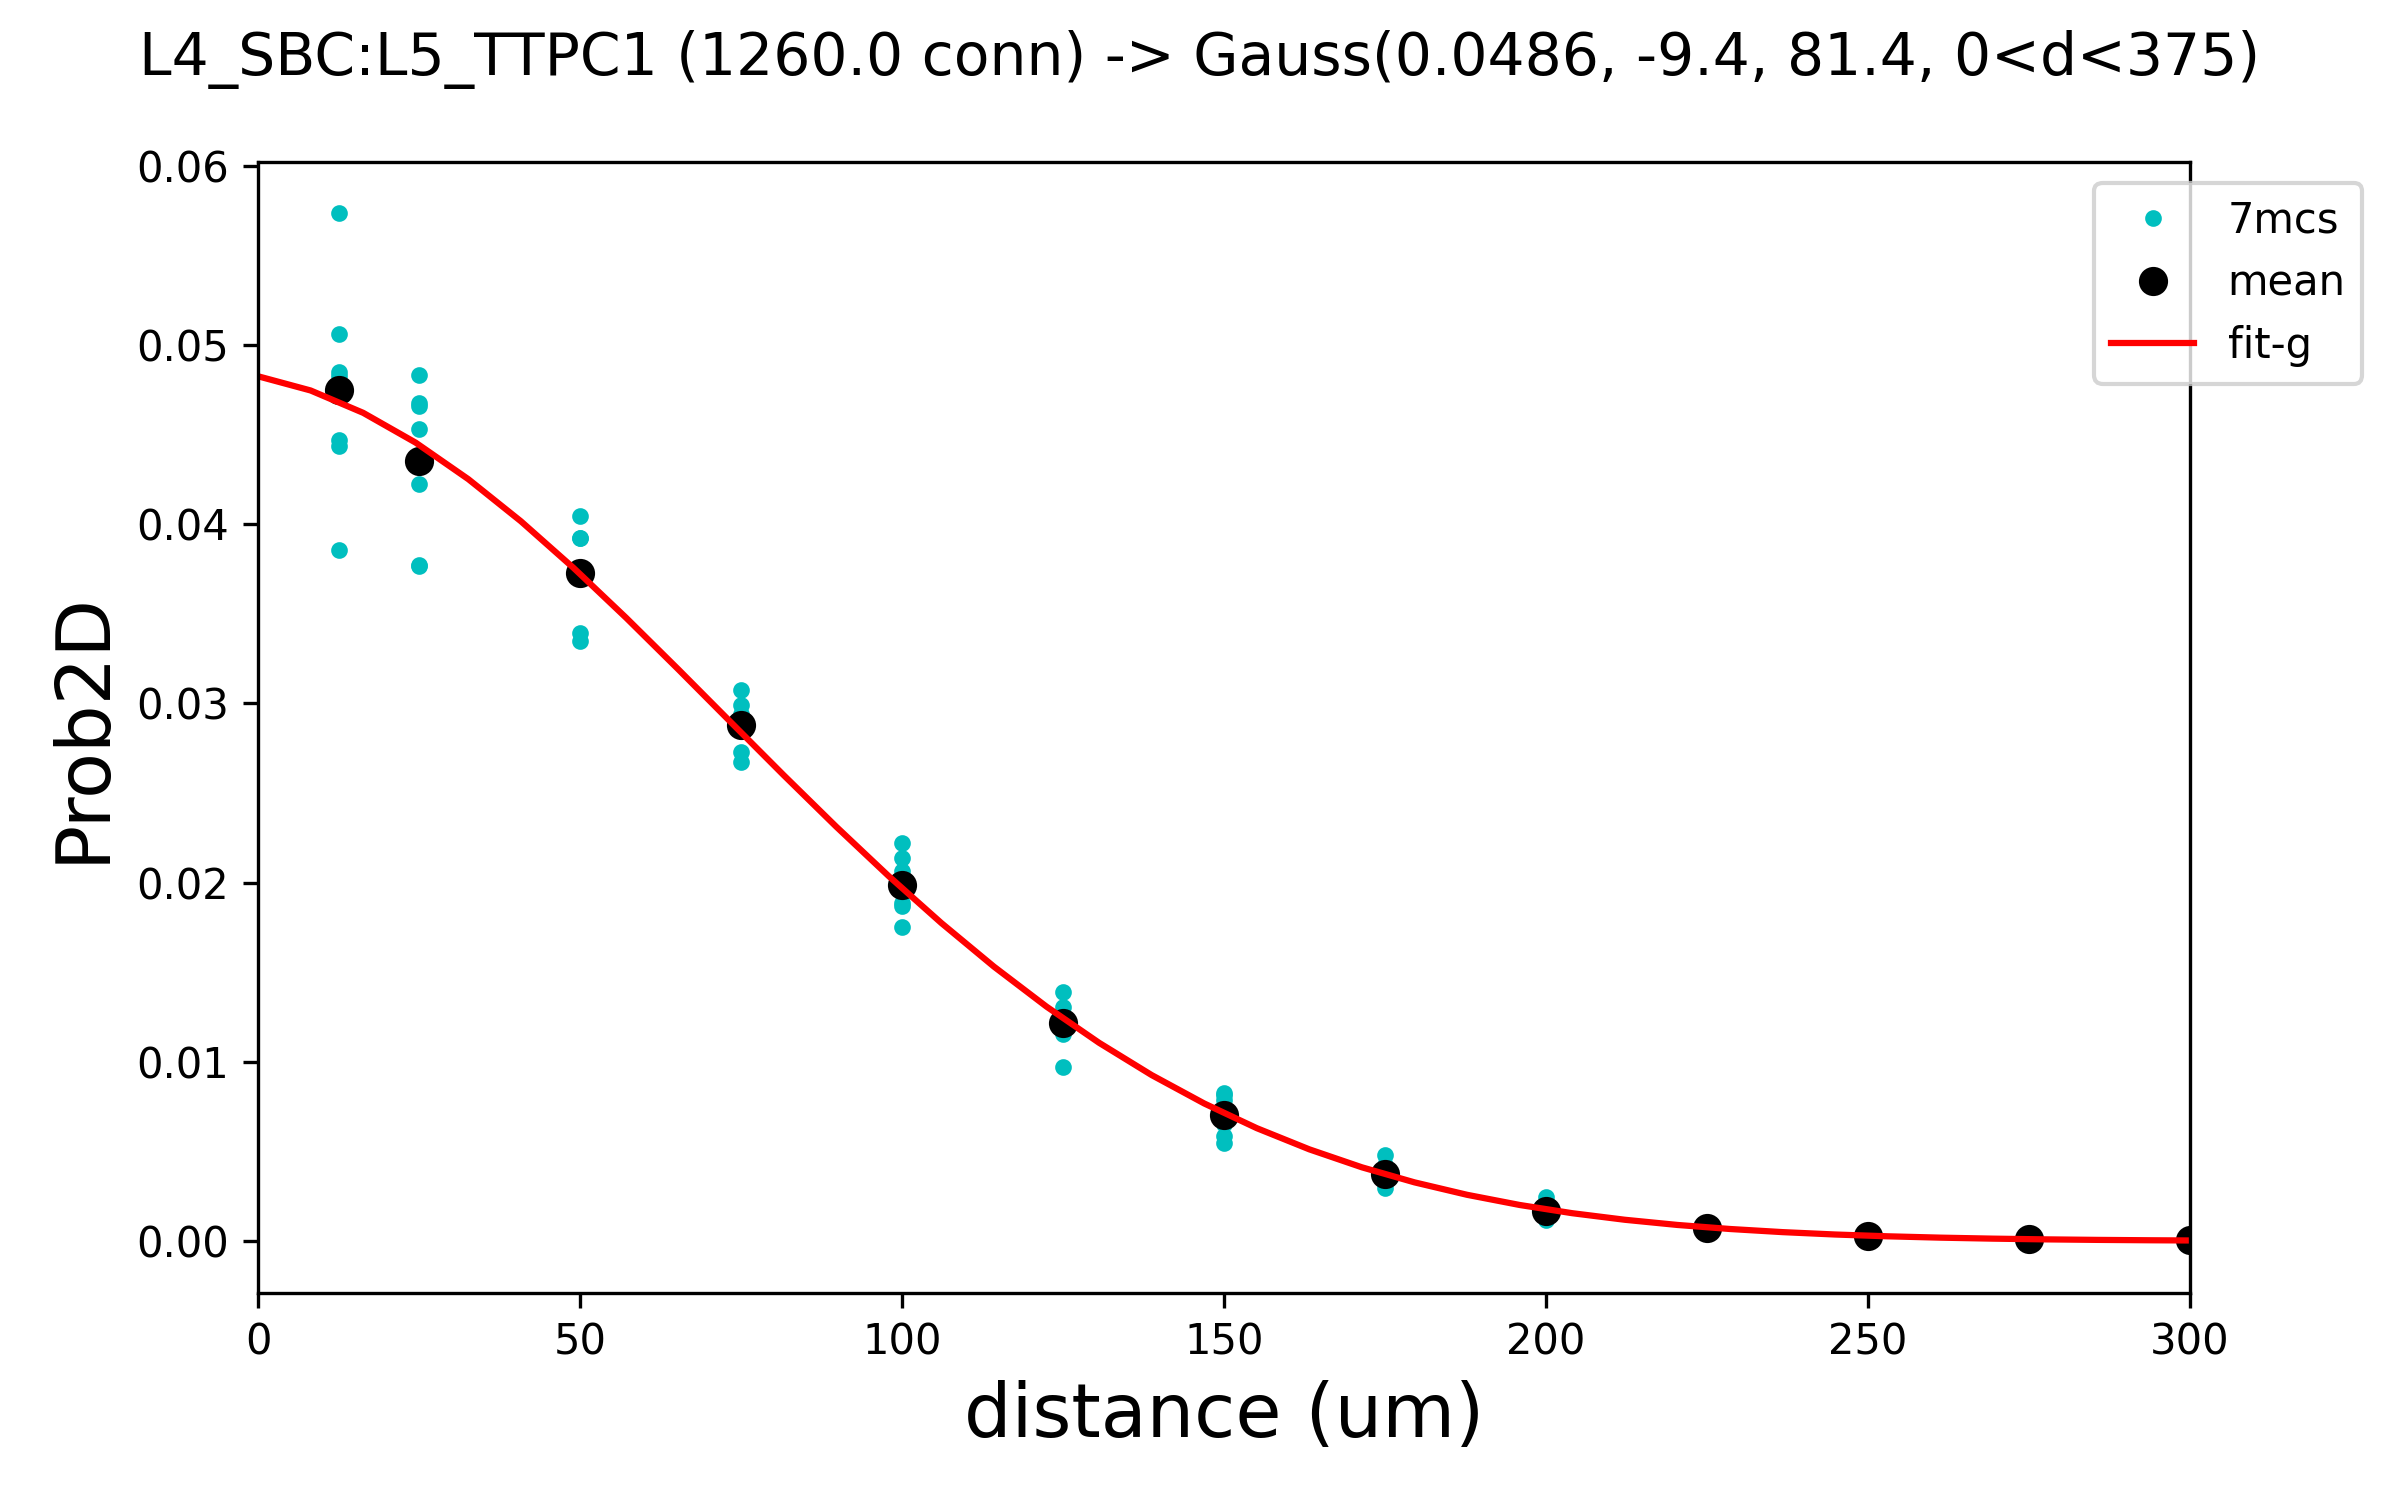 L4_SBC:L5_TTPC1 (1260.0 conn) -> Gauss(0.0486, -9.4, 81.4, 0<d<375)
7mcs
mean
fit-g
Prob2D
0.06
0.05
0.04
0.03
0.02
0.01
0.00
0 50 100 150 200 250 300
distance (um)